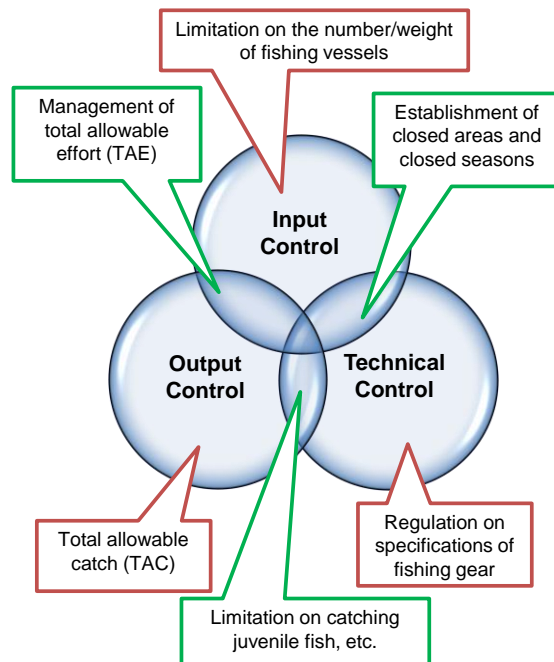 Limitation on the number/weight
of fishing vessels
Management of
total allowable
effort (TAE)
Establishment of
closed areas and
closed seasons
Input
Control
Output
Control
Technical
Control
Total allowable
catch (TAC)
Regulation on
specifications of
fishing gear
Limitation on catching
juvenile fish, etc.